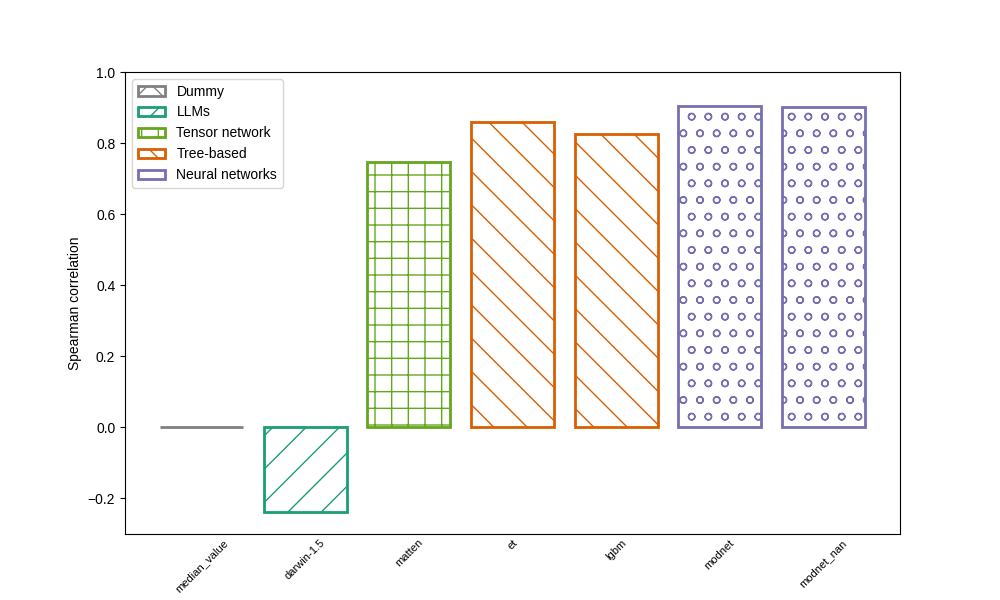 1.0
0.8
0.6
0.4
0.2
0.0
−0.2
Spearman correlation
Dummy
LLMs
Tensor network
Tree-based
Neural networks
median_value
darwin-1.5
matten
et
lgbm
modnet
modnet_nan